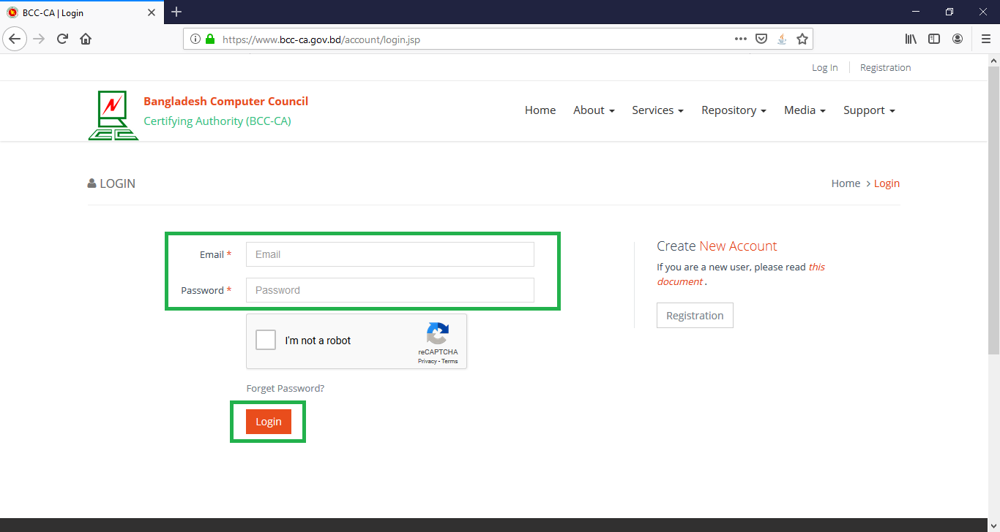 BCC-CA | Login
https://www.bcc-ca.gov.bd/account/login.jsp
Log In
Registration
Bangladesh Computer Council
Certifying Authority (BCC-CA)
Home
About
Services
Repository
Media
Support
LOGIN
Home > Login
Email *
Email
Password *
Password
I'm not a robot
reCAPTCHA
Privacy - Terms
Forget Password?
Login
Create New Account
If you are a new user, please read this
document .
Registration